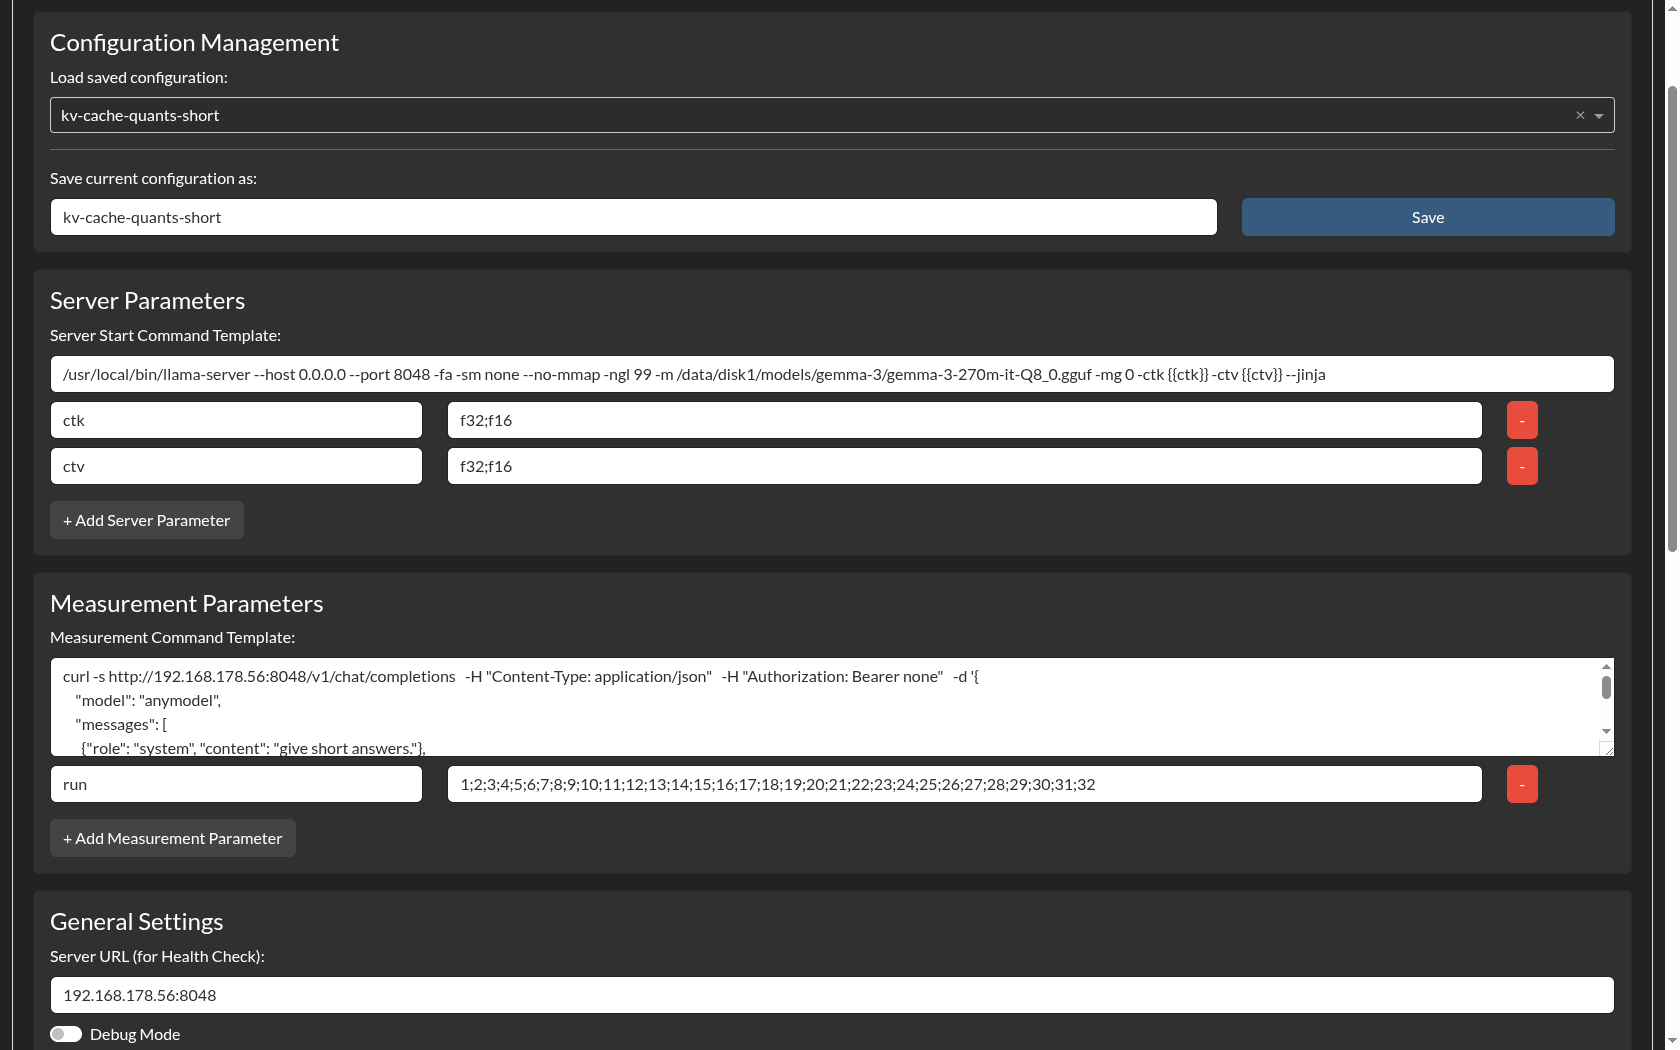 Configuration Management
Load saved configuration:
kv-cache-quants-short
×
Save current configuration as:
kv-cache-quants-short
Save
Server Parameters
Server Start Command Template:
/usr/local/bin/llama-server --host 0.0.0.0 --port 8048 -fa -sm none --no-mmap -ngl 99 -m /data/disk1/models/gemma-3/gemma-3-270m-it-Q8_0.gguf -mg 0 -ctk {{ctk}} -ctv {{ctv}} --jinja
ctk
f32;f16
-
ctv
f32;f16
-
+ Add Server Parameter
Measurement Parameters
Measurement Command Template:
curl -s http://192.168.178.56:8048/v1/chat/completions -H "Content-Type: application/json" -H "Authorization: Bearer none" -d '{
"model": "anymodel",
"messages": [
{"role": "system", "content": "give short answers."},
run
1;2;3;4;5;6;7;8;9;10;11;12;13;14;15;16;17;18;19;20;21;22;23;24;25;26;27;28;29;30;31;32
-
+ Add Measurement Parameter
General Settings
Server URL (for Health Check):
192.168.178.56:8048
Debug Mode